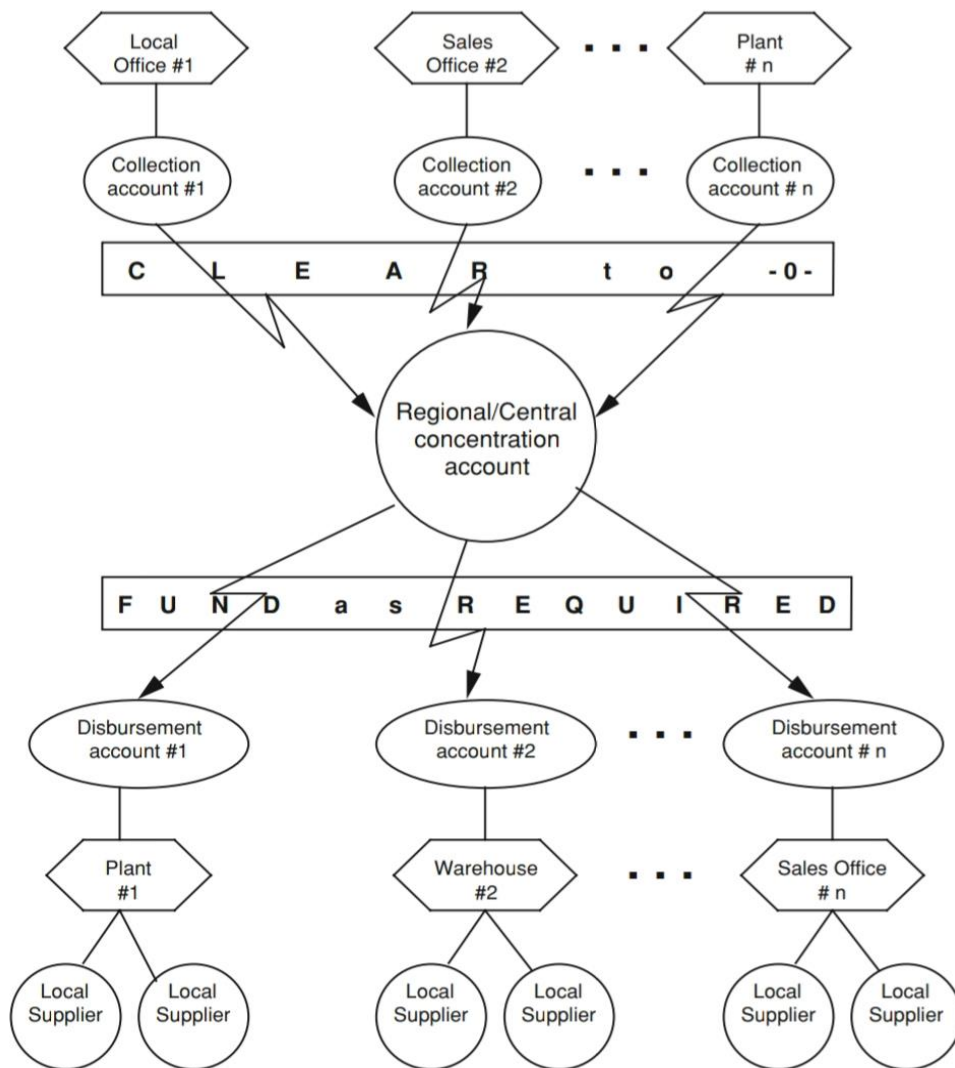 Local
Office #1
Sales
Office #2
Plant
# n
Collection
account #1
Collection
account #2
Collection
account # n
C L E A R t o - 0 -
Regional/Central
concentration
account
F U N D a s R E Q U I R E D
Disbursement
account #1
Disbursement
account #2
Disbursement
account # n
Plant
#1
Warehouse
#2
Sales Office
# n
Local
Supplier
Local
Supplier
Local
Supplier
Local
Supplier
Local
Supplier
Local
Supplier